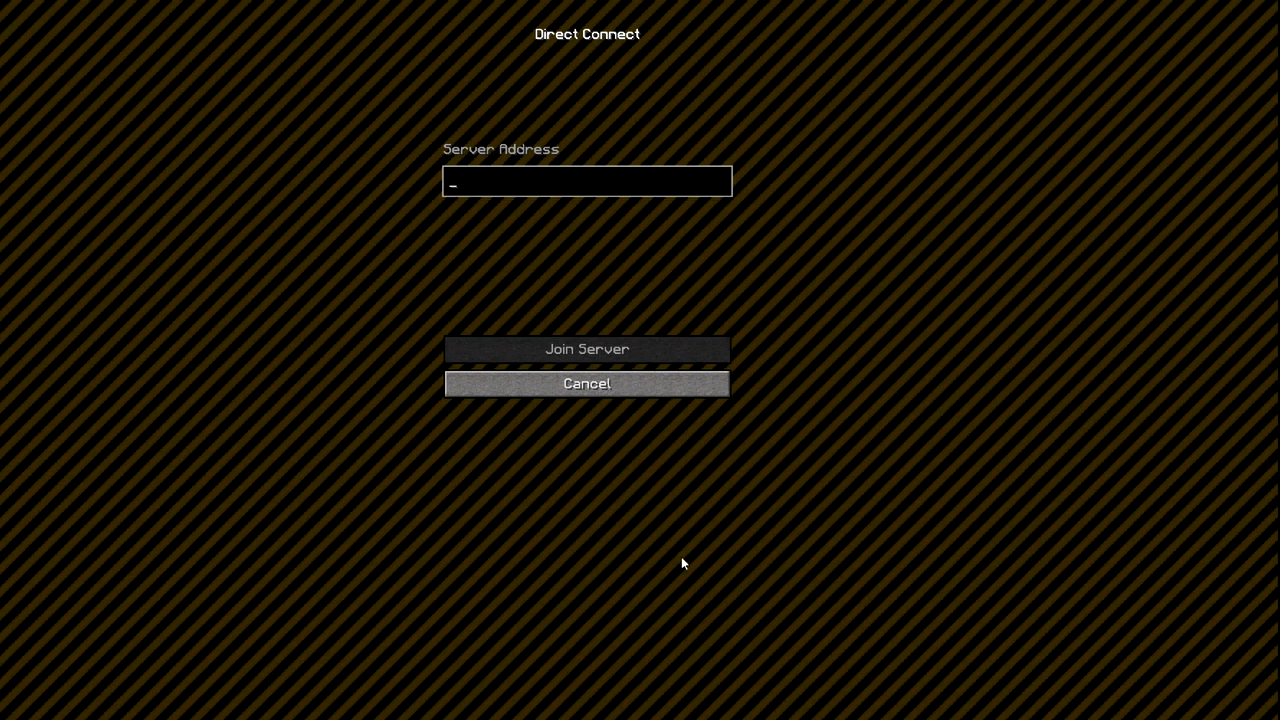 Direct Connect
Server Address
_
Join Server
Cancel